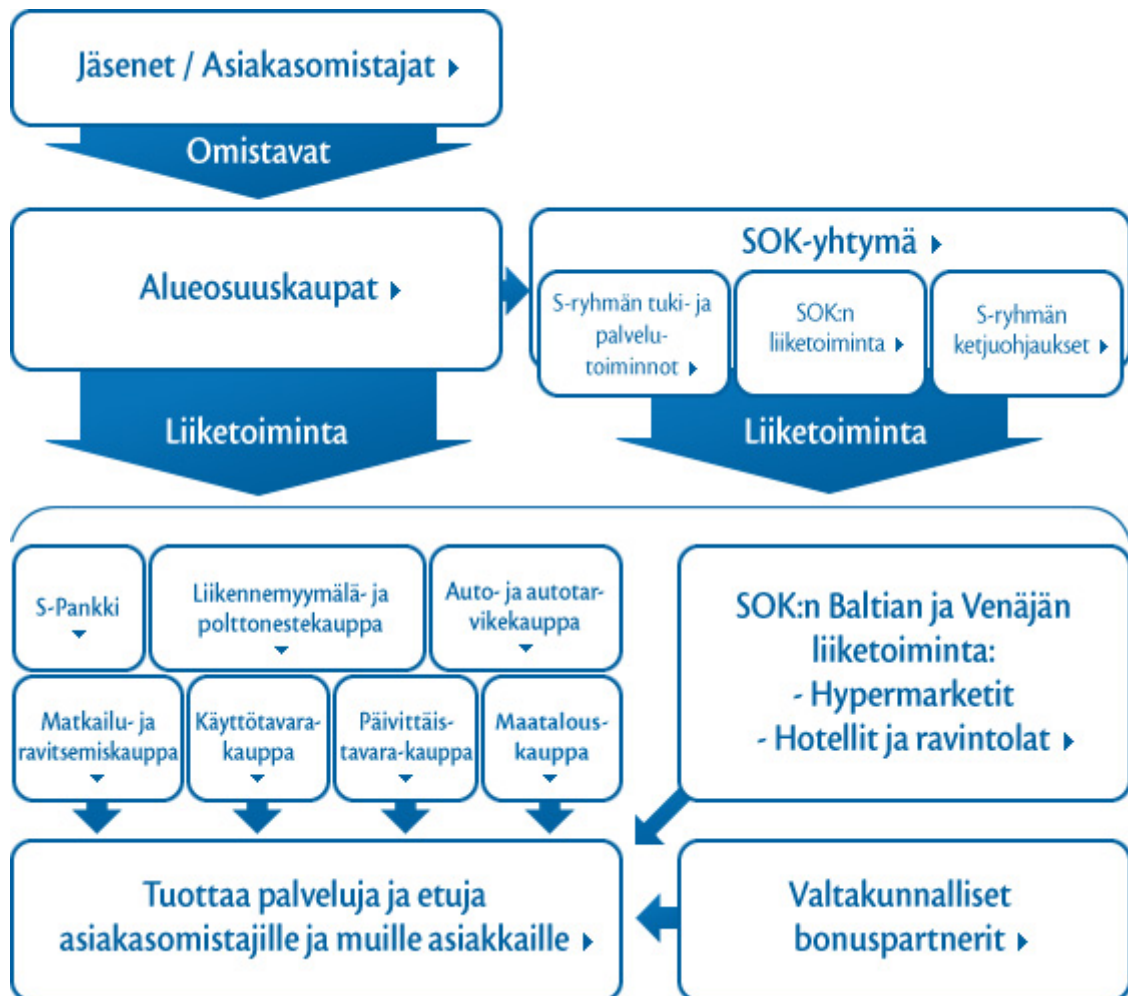 Jäsenet / Asiakasomistajat
Omistavat
Alueosuuskaupat
SOK-yhtymä
S-ryhmän tuki- ja
palvelu-
toiminnot
SOK:n
liiketoiminta
S-ryhmän
ketjuohjaukset
Liiketoiminta
Liiketoiminta
S-Pankki
Liikennemyymälä- ja
polttonestekauppa
Auto- ja autotar-
vikekauppa
Matkailu- ja
ravitsemiskauppa
Käyttötavara-
kauppa
Päivittäis-
tavara-kauppa
Maatalous-
kauppa
SOK:n Baltian ja Venäjän
liiketoiminta:
- Hypermarketit
- Hotellit ja ravintolat
Tuottaa palveluja ja etuja
asiakasomistajille ja muille asiakkaille
Valtakunnalliset
bonuspartnerit